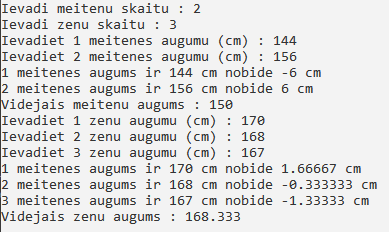 Ievadi meitenu skaitu : 2
Ievadi zenu skaitu : 3
Ievadiet 1 meitenes augumu (cm) : 144
Ievadiet 2 meitenes augumu (cm) : 156
1 meitenes augums ir 144 cm nobide -6 cm
2 meitenes augums ir 156 cm nobide 6 cm
Videjais meitenu augums : 150
Ievadiet 1 zenu augumu (cm) : 170
Ievadiet 2 zenu augumu (cm) : 168
Ievadiet 3 zenu augumu (cm) : 167
1 meitenes augums ir 170 cm nobide 1.66667 cm
2 meitenes augums ir 168 cm nobide -0.333333 cm
3 meitenes augums ir 167 cm nobide -1.33333 cm
Videjais zenu augums : 168.333